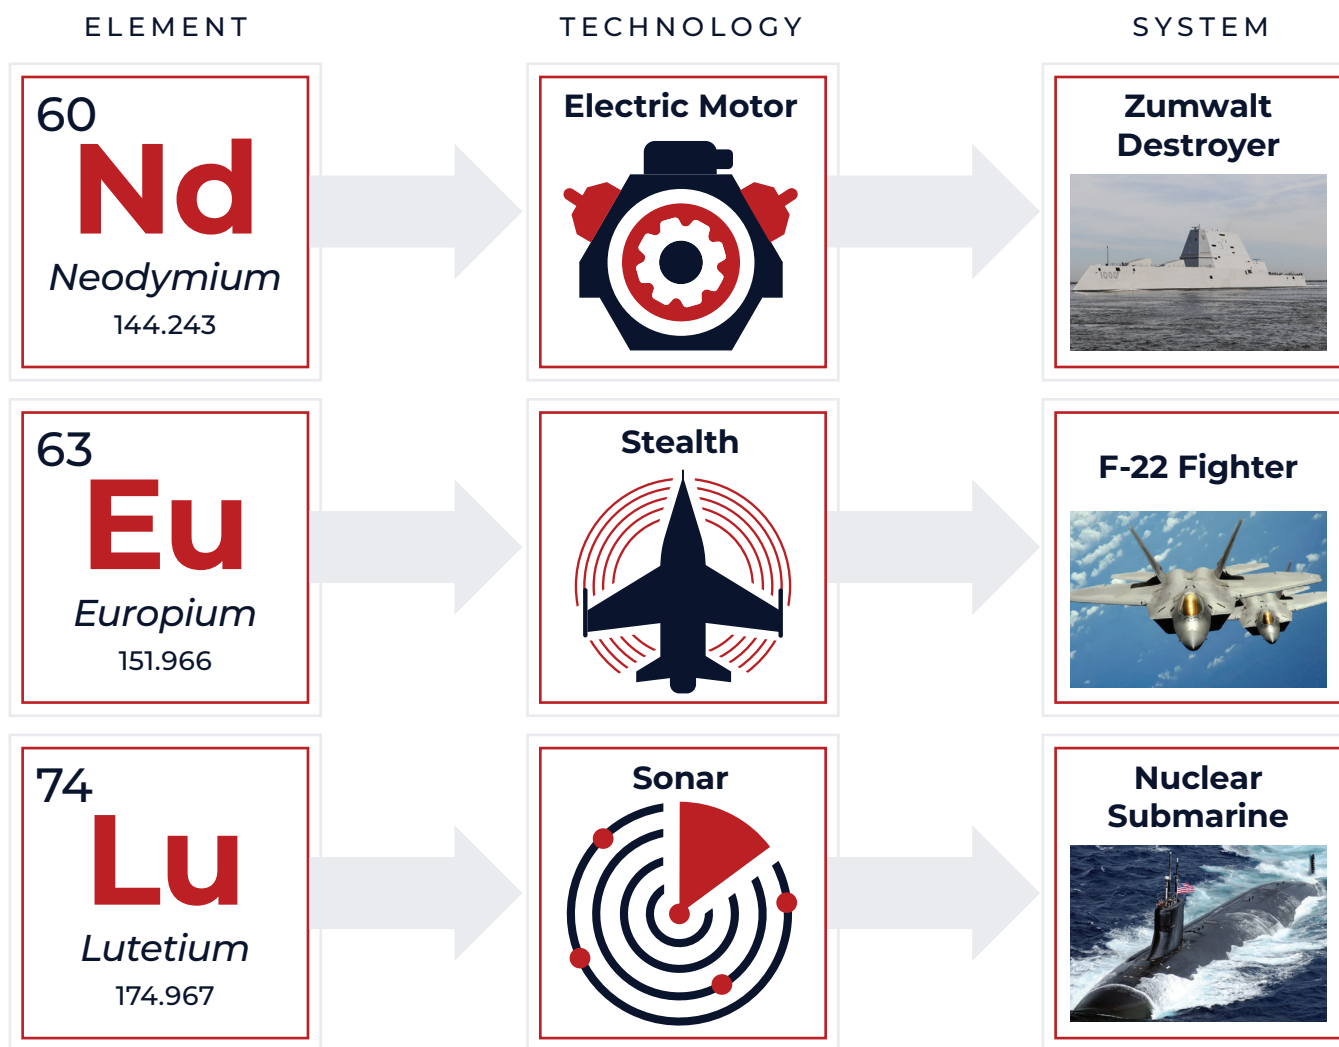 ELEMENT
TECHNOLOGY
SYSTEM
60
Nd
Neodymium
144.243
Electric Motor
Zumwalt
Destroyer
1000
63
Eu
Europium
151.966
Stealth
F-22 Fighter
74
Lu
Lutetium
174.967
Sonar
Nuclear
Submarine